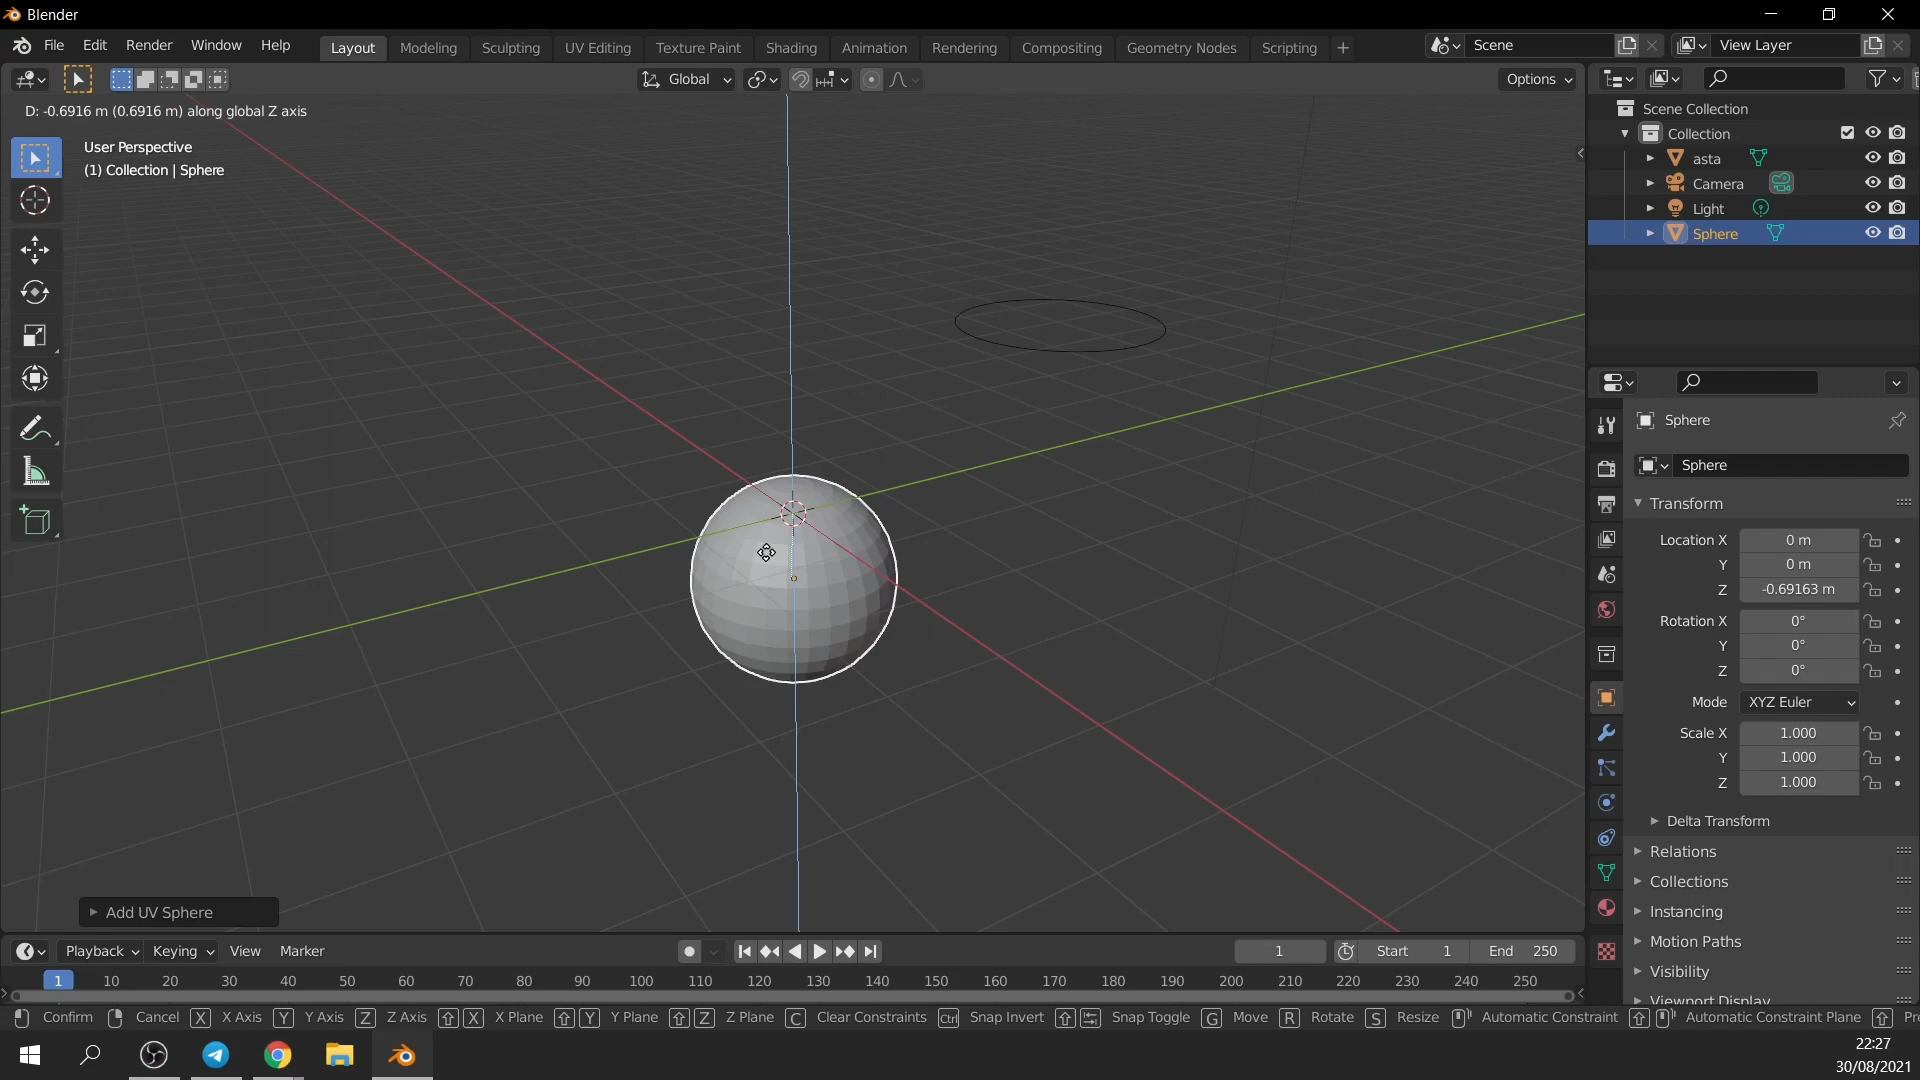 Blender
File Edit Render Window Help Layout Modeling Sculpting UV Editing Texture Paint Shading Animation Rendering Compositing Geometry Nodes Scripting + Scene View Layer
Global Options
D: -0.6916 m (0.6916 m) along global Z axis
User Perspective
(1) Collection | Sphere
Scene Collection
Collection
asta
Camera
Light
Sphere
Sphere
Sphere
Transform
Location X 0 m
Y 0 m
Z -0.69163 m
Rotation X 0°
Y 0°
Z 0°
Mode XYZ Euler
Scale X 1.000
Y 1.000
Z 1.000
Delta Transform
Relations
Collections
Instancing
Motion Paths
Visibility
Viewport Display
Add UV Sphere
Playback Keying View Marker 1 Start 1 End 250
1 10 20 30 40 50 60 70 80 90 100 110 120 130 140 150 160 170 180 190 200 210 220 230 240 250
Confirm Cancel X X Axis Y Y Axis Z Z Axis X X Plane Y Y Plane Z Z Plane C Clear Constraints Ctrl Snap Invert Snap Toggle G Move R Rotate S Resize Automatic Constraint Automatic Constraint Plane
22:27
30/08/2021